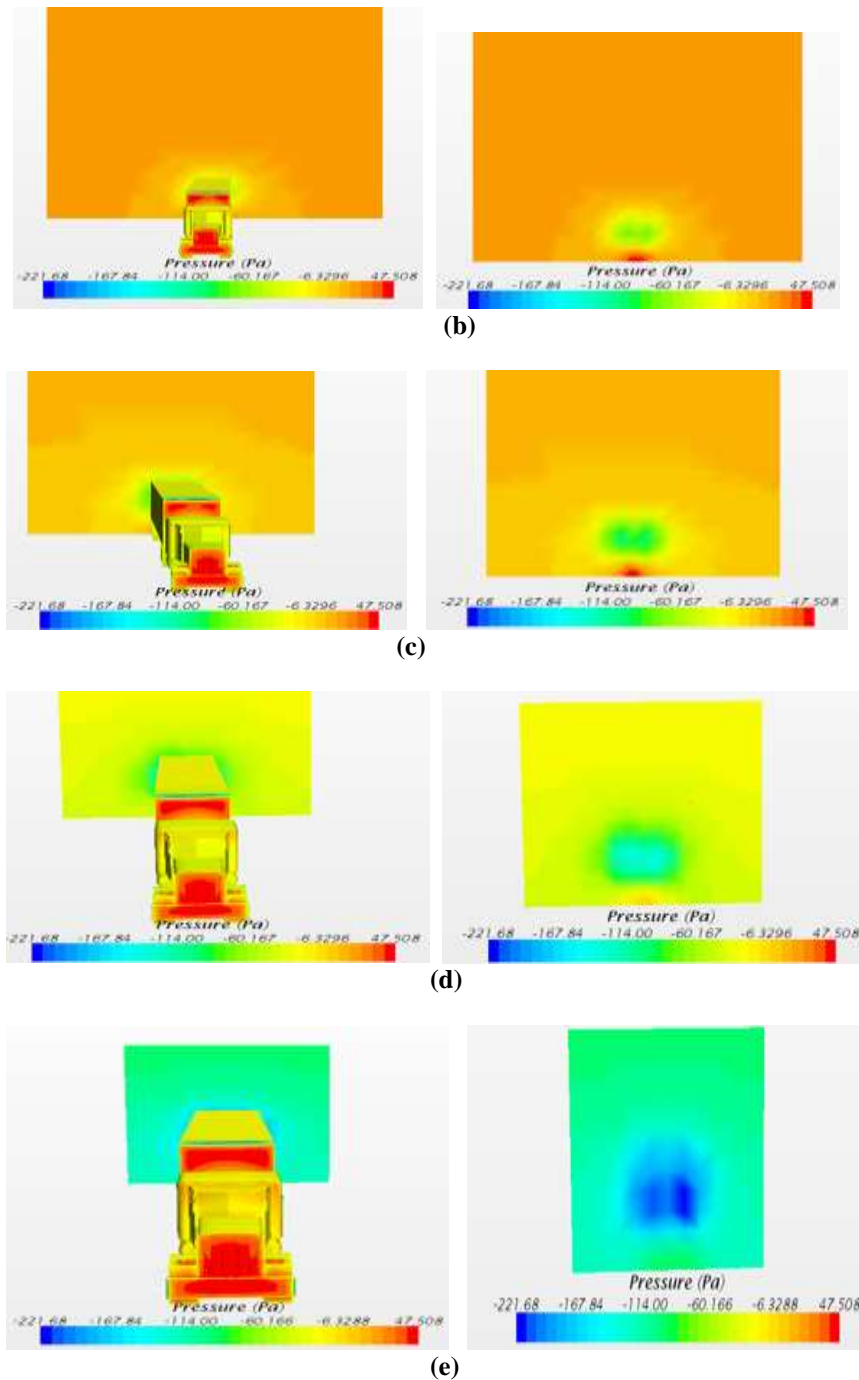 Pressure (Pa)
-221.68 -167.84 -114.00 -60.167 -6.3296 47.508
Pressure (Pa)
-221.68 -167.84 -114.00 -60.167 -6.3296 47.508
(b)
Pressure (Pa)
-221.68 -167.84 -114.00 -60.167 -6.3296 47.508
Pressure (Pa)
-221.68 -167.84 -114.00 -60.167 -6.3296 47.508
(c)
Pressure (Pa)
-221.68 -167.84 -114.00 -60.167 -6.3296 47.508
Pressure (Pa)
-221.68 -167.84 -114.00 -60.167 -6.3296 47.508
(d)
Pressure (Pa)
-221.68 -167.84 -114.00 -60.166 -6.3288 47.508
Pressure (Pa)
-221.68 -167.84 -114.00 -60.166 -6.3288 47.508
(e)